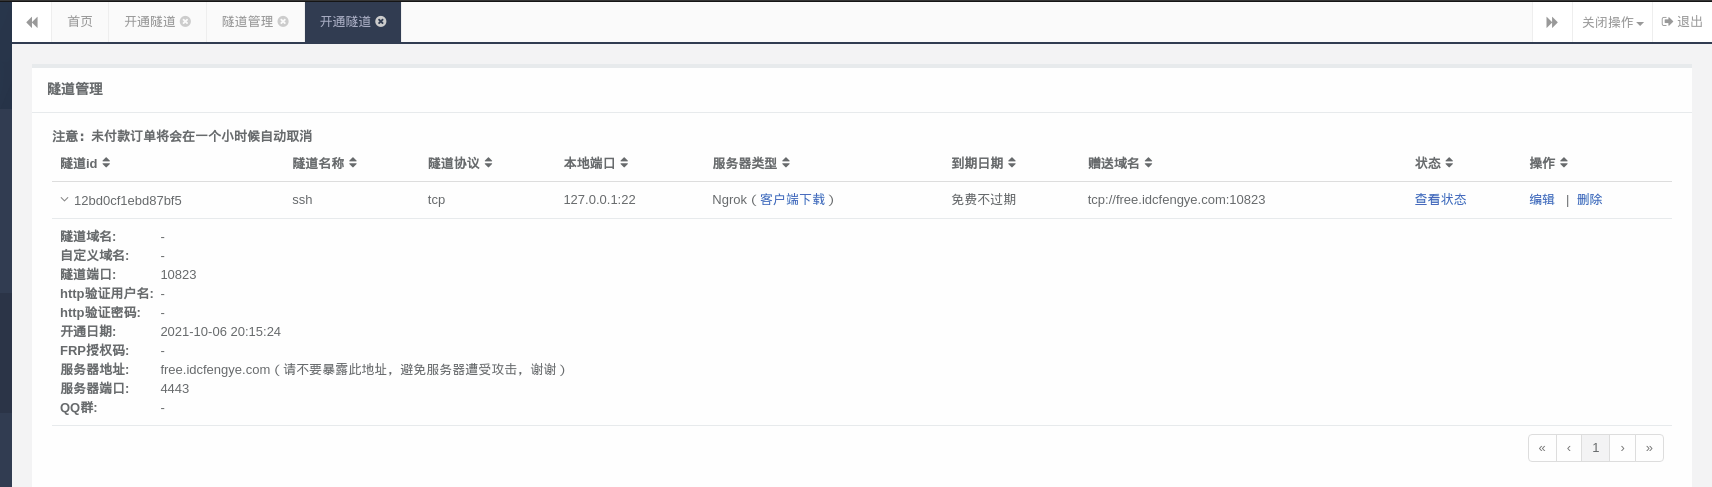 首页 开通隧道 隧道管理 开通隧道 关闭操作 退出
隧道管理
注意：未付款订单将会在一个小时候自动取消
隧道id 隧道名称 隧道协议 本地端口 服务器类型 到期日期 赠送域名 状态 操作
12bd0cf1ebd87bf5 ssh tcp 127.0.0.1:22 Ngrok（客户端下载） 免费不过期 tcp://free.idcfengye.com:10823 查看状态 编辑 | 删除
隧道域名: -
自定义域名: -
隧道端口: 10823
http验证用户名: -
http验证密码: -
开通日期: 2021-10-06 20:15:24
FRP授权码: -
服务器地址: free.idcfengye.com（请不要暴露此地址，避免服务器遭受攻击，谢谢）
服务器端口: 4443
QQ群: -
« ‹ 1 › »